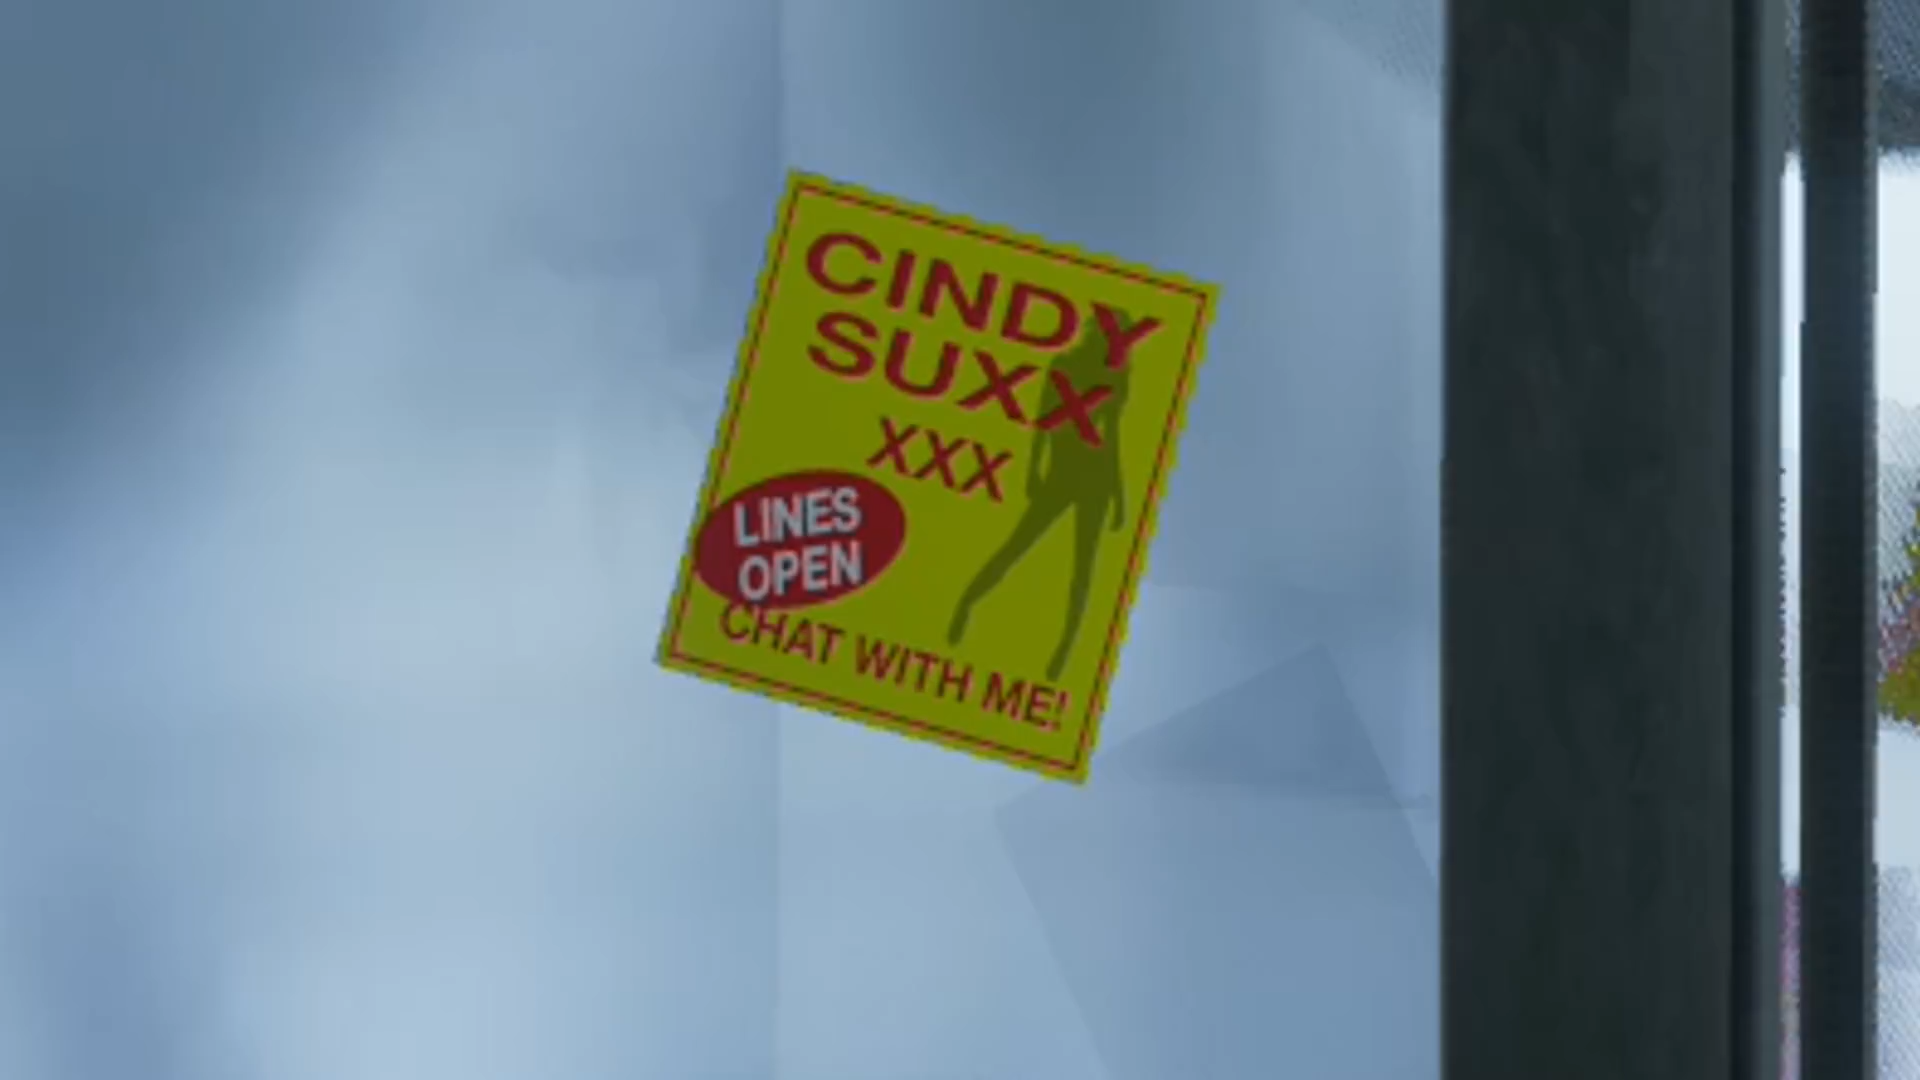 CINDY
SUXX
XXX
LINES
OPEN
CHAT WITH ME!